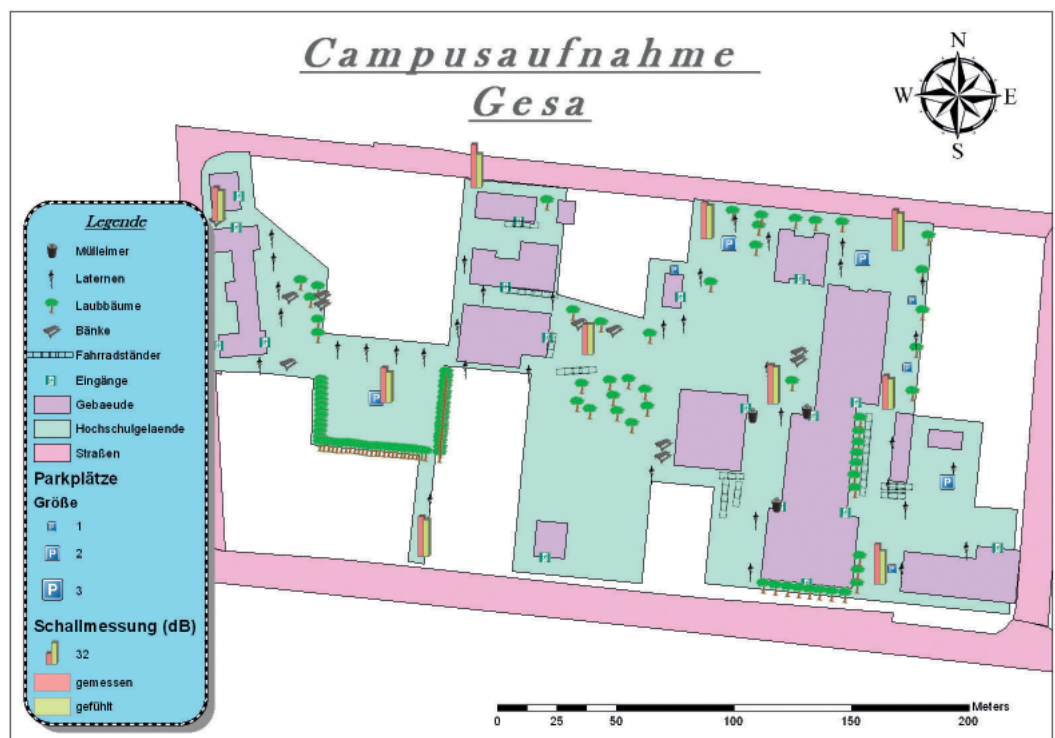 Campusaufnahme
Gesa
N
W E
S
Legende
Mülleimer
Laternen
Laubbäume
Bänke
Fahrradständer
Eingänge
Gebaeude
Hochschulgelaende
Straßen
Parkplätze
Größe
P 1
P 2
P 3
Schallmessung (dB)
32
gemessen
gefühlt
Meters
0 25 50 100 150 200